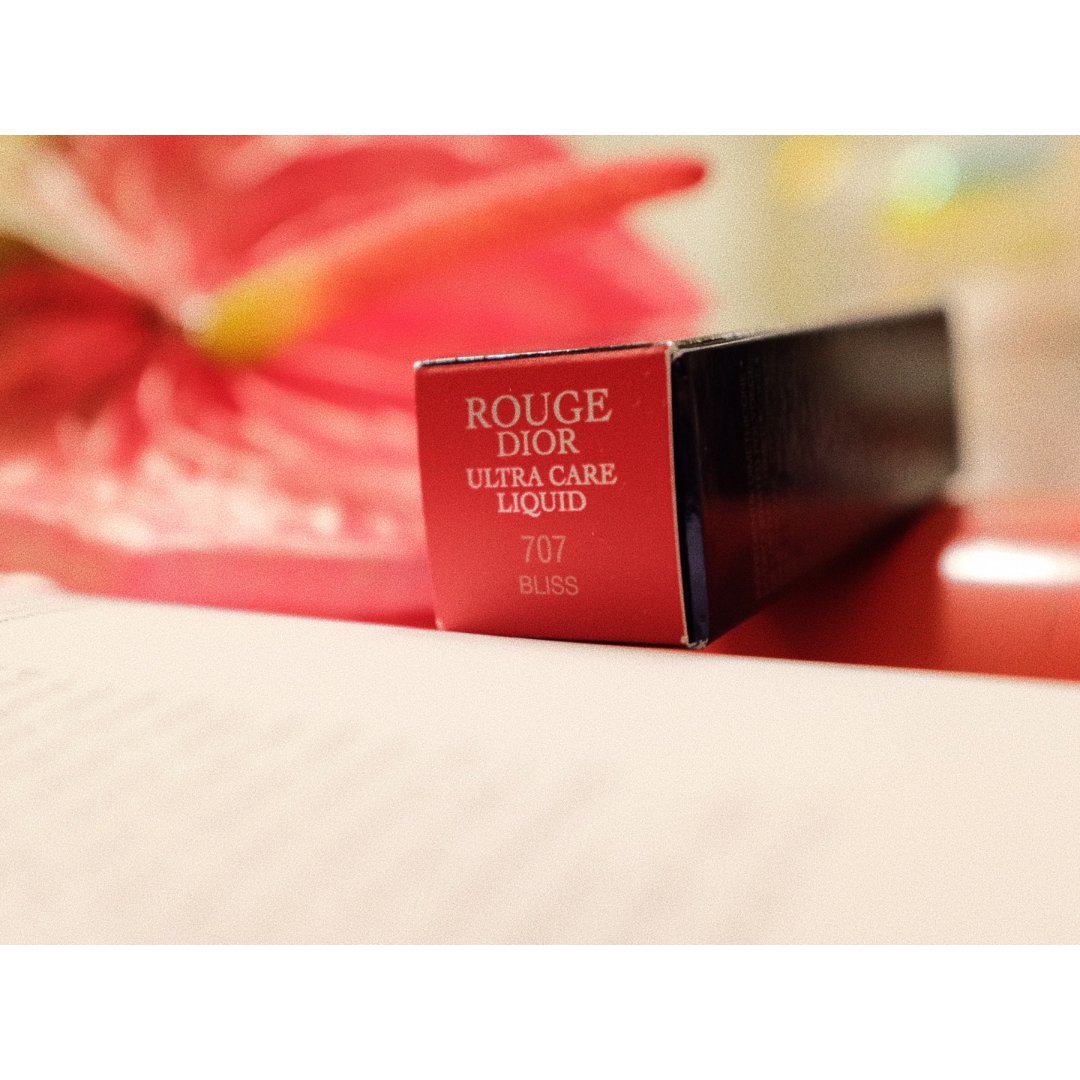 ROUGE
DIOR
ULTRA CARE
LIQUID
707
BLISS